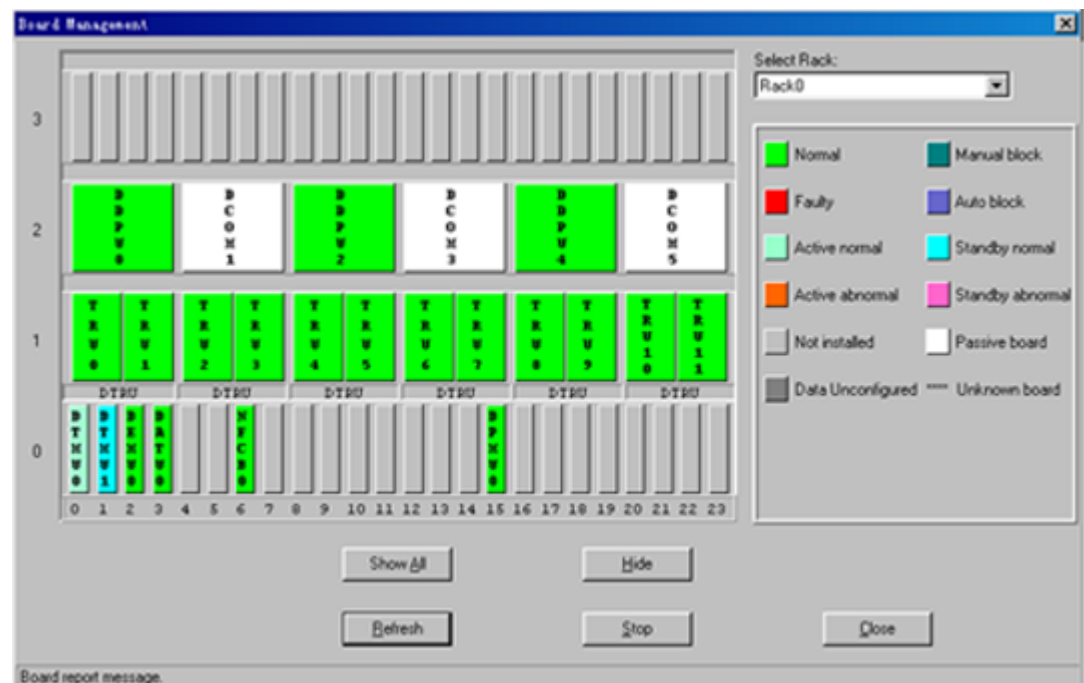 Board Management
Select Rack:
Rack0
3
Normal
Manual block
Faulty
Auto block
Active normal
Standby normal
Active abnormal
Standby abnormal
Not installed
Passive board
Data Unconfigured
Unknown board
2
DDPU0
DCOM1
DDPU2
DCOM3
DDPU4
DCOM5
1
TRU0
TRU1
TRU2
TRU3
TRU4
TRU5
TRU6
TRU7
TRU8
TRU9
TRU10
TRU11
DTRU DTRU DTRU DTRU DTRU DTRU
0
DTMU0
DTMU1
DEMU0
DATU0
NFCB0
DPMU0
0 1 2 3 4 5 6 7 8 9 10 11 12 13 14 15 16 17 18 19 20 21 22 23
Show All
Hide
Refresh
Stop
Close
Board report message.